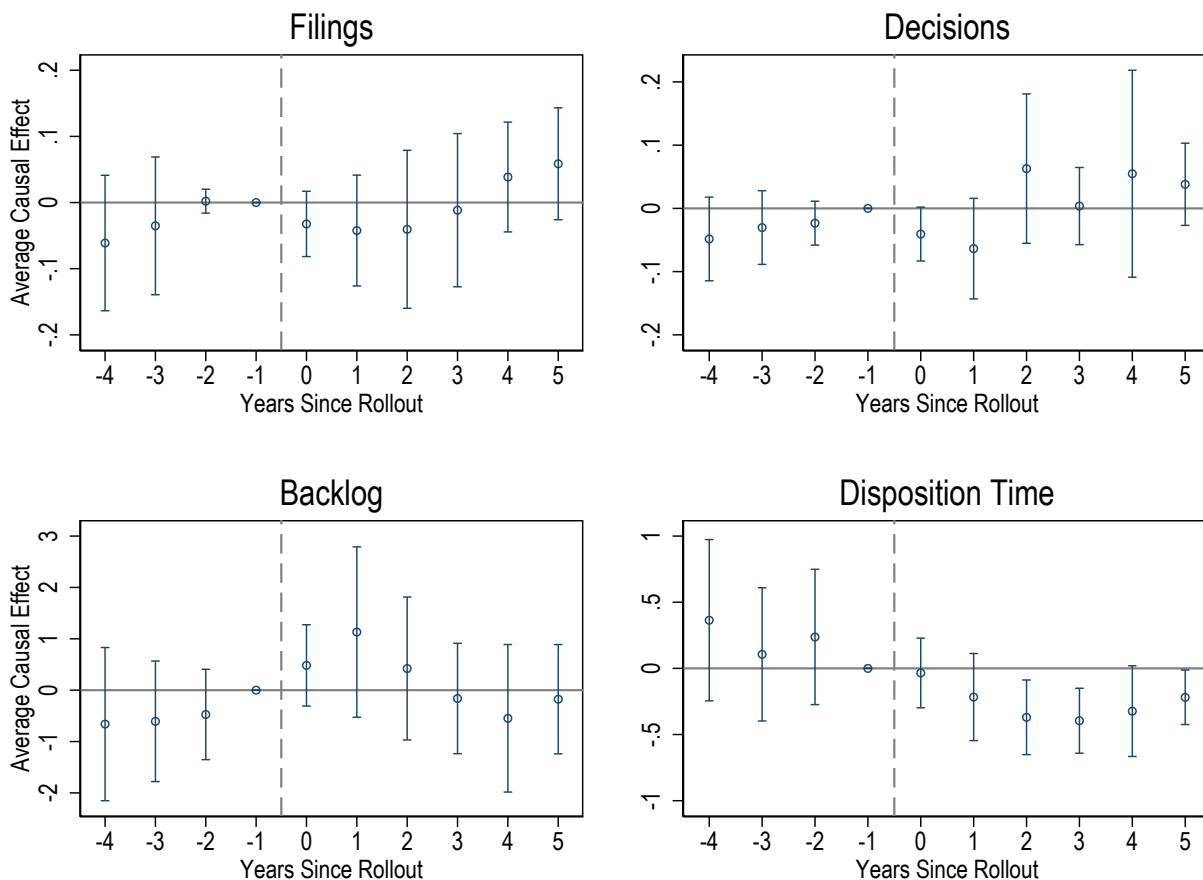 Filings
Average Causal Effect
.2
.1
0
-.1
-.2
-4 -3 -2 -1 0 1 2 3 4 5
Years Since Rollout
Decisions
.2
.1
0
-.1
-.2
-4 -3 -2 -1 0 1 2 3 4 5
Years Since Rollout
Backlog
Average Causal Effect
3
2
1
0
-1
-2
-4 -3 -2 -1 0 1 2 3 4 5
Years Since Rollout
Disposition Time
1
.5
0
-.5
-1
-4 -3 -2 -1 0 1 2 3 4 5
Years Since Rollout